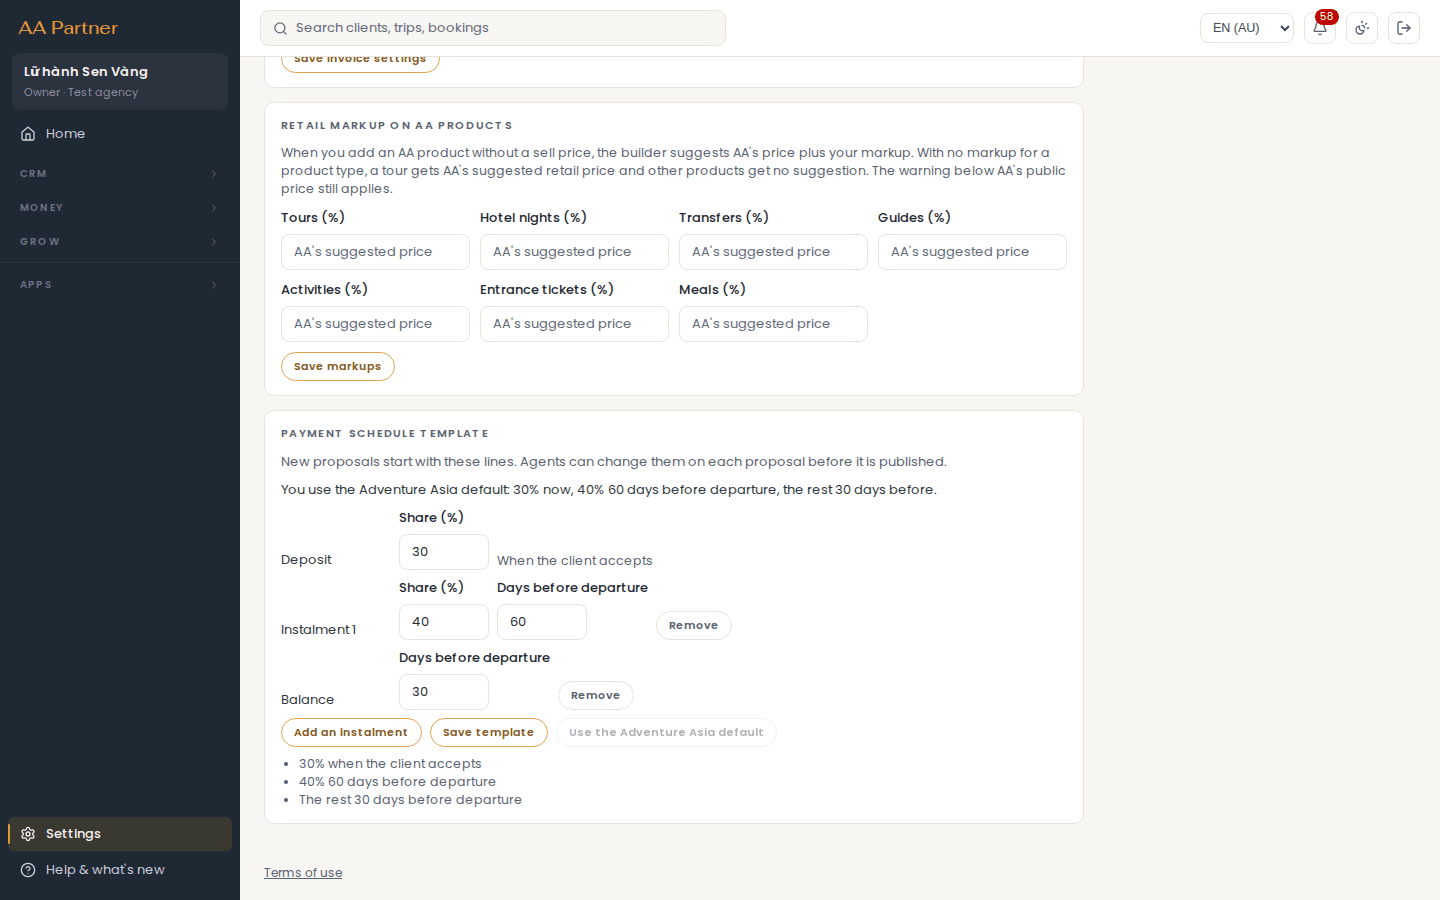 AA Partner
Lữ hành Sen Vàng
Owner · Test agency
Home
CRM
MONEY
GROW
APPS
Settings
Help & what's new
Search clients, trips, bookings
EN (AU)
58
Save invoice settings
RETAIL MARKUP ON AA PRODUCTS
When you add an AA product without a sell price, the builder suggests AA's price plus your markup. With no markup for a
product type, a tour gets AA's suggested retail price and other products get no suggestion. The warning below AA's public
price still applies.
Tours (%)
Hotel nights (%)
Transfers (%)
Guides (%)
AA's suggested price
AA's suggested price
AA's suggested price
AA's suggested price
Activities (%)
Entrance tickets (%)
Meals (%)
AA's suggested price
AA's suggested price
AA's suggested price
Save markups
PAYMENT SCHEDULE TEMPLATE
New proposals start with these lines. Agents can change them on each proposal before it is published.
You use the Adventure Asia default: 30% now, 40% 60 days before departure, the rest 30 days before.
Share (%)
Deposit
30
When the client accepts
Share (%)
Days before departure
Instalment 1
40
60
Remove
Days before departure
Balance
30
Remove
Add an instalment
Save template
Use the Adventure Asia default
• 30% when the client accepts
• 40% 60 days before departure
• The rest 30 days before departure
Terms of use